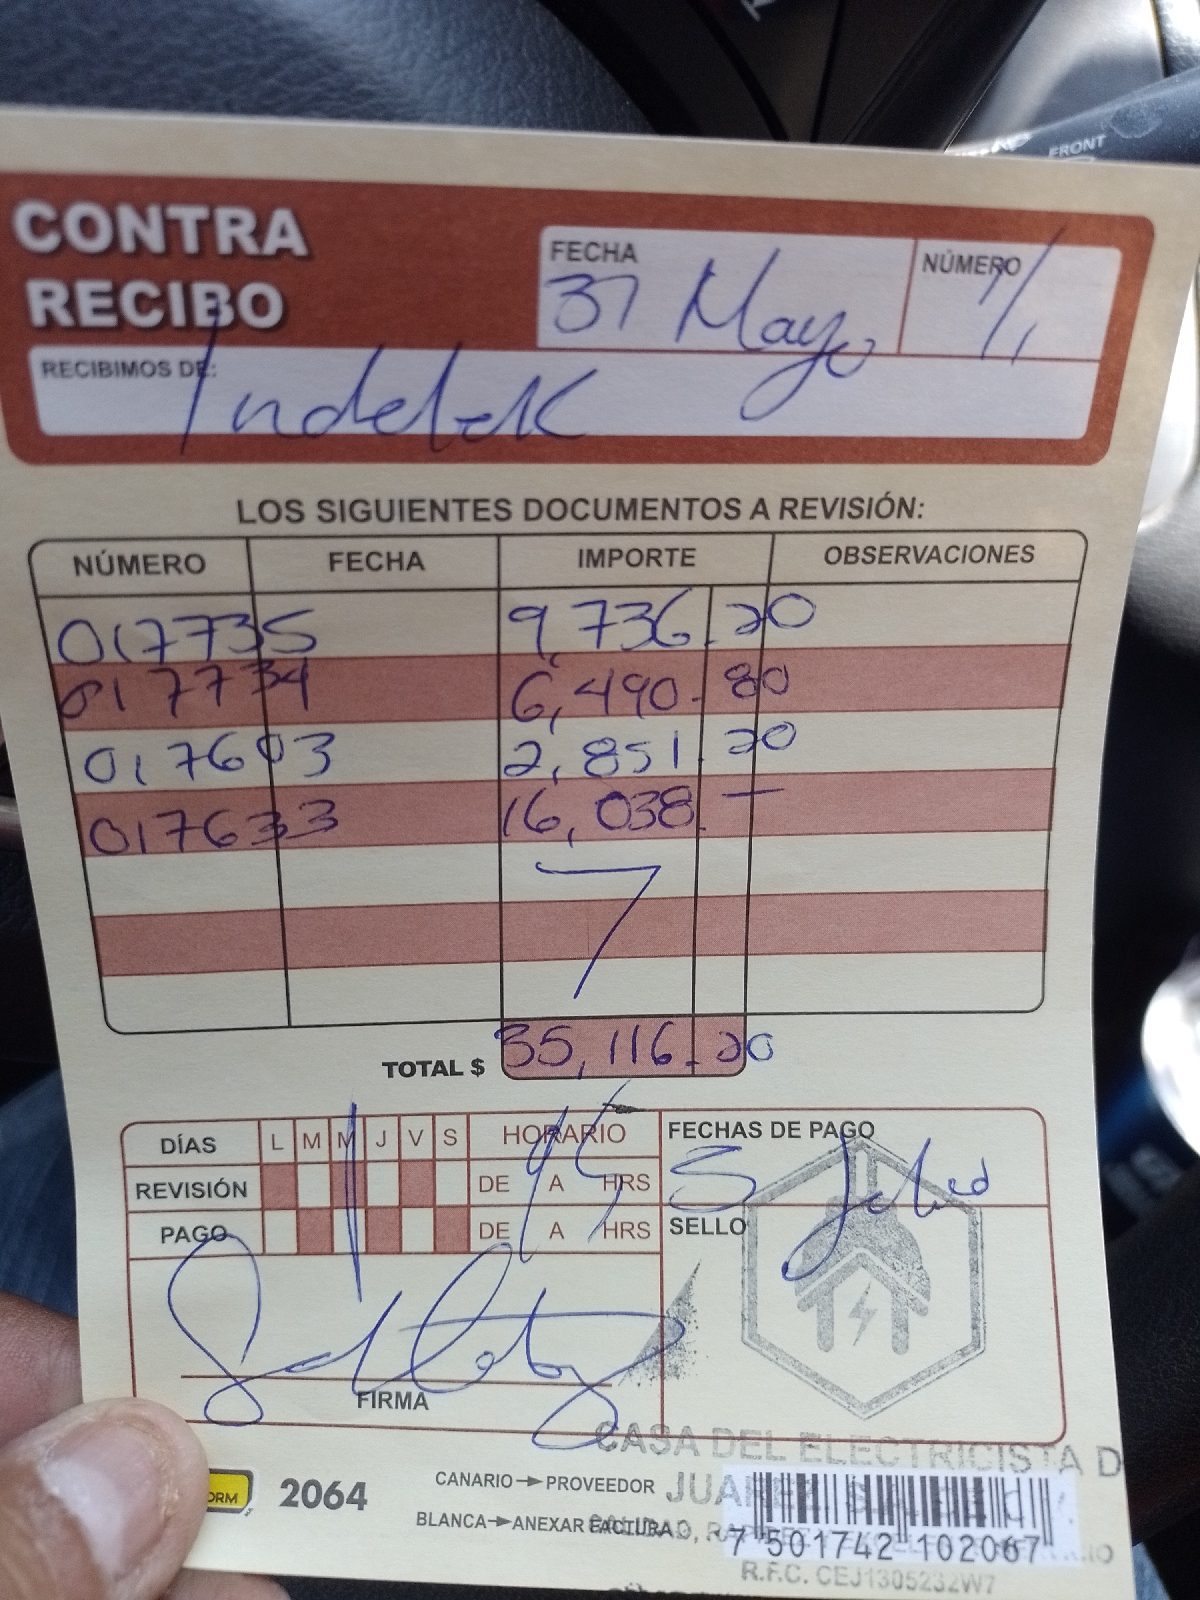 FRONT
CONTRA
RECIBO
FECHA
31 Mayo
NÚMERO
1/1
RECIBIMOS DE:
Indelek
LOS SIGUIENTES DOCUMENTOS A REVISIÓN:
NÚMERO FECHA IMPORTE OBSERVACIONES
017735 9,736.20
017734 6,490.80
017603 2,851.20
017633 16,038.—
TOTAL $ 35,116.20
DÍAS L M M J V S HORARIO
REVISIÓN DE A HRS
PAGO DE A HRS
FECHAS DE PAGO
SELLO
FIRMA
ORM 2064
CANARIO→PROVEEDOR
BLANCA→ANEXAR FACTURA
CASA DEL ELECTRICISTA D
7 501742 102067
R.F.C. CEJ1305232W7